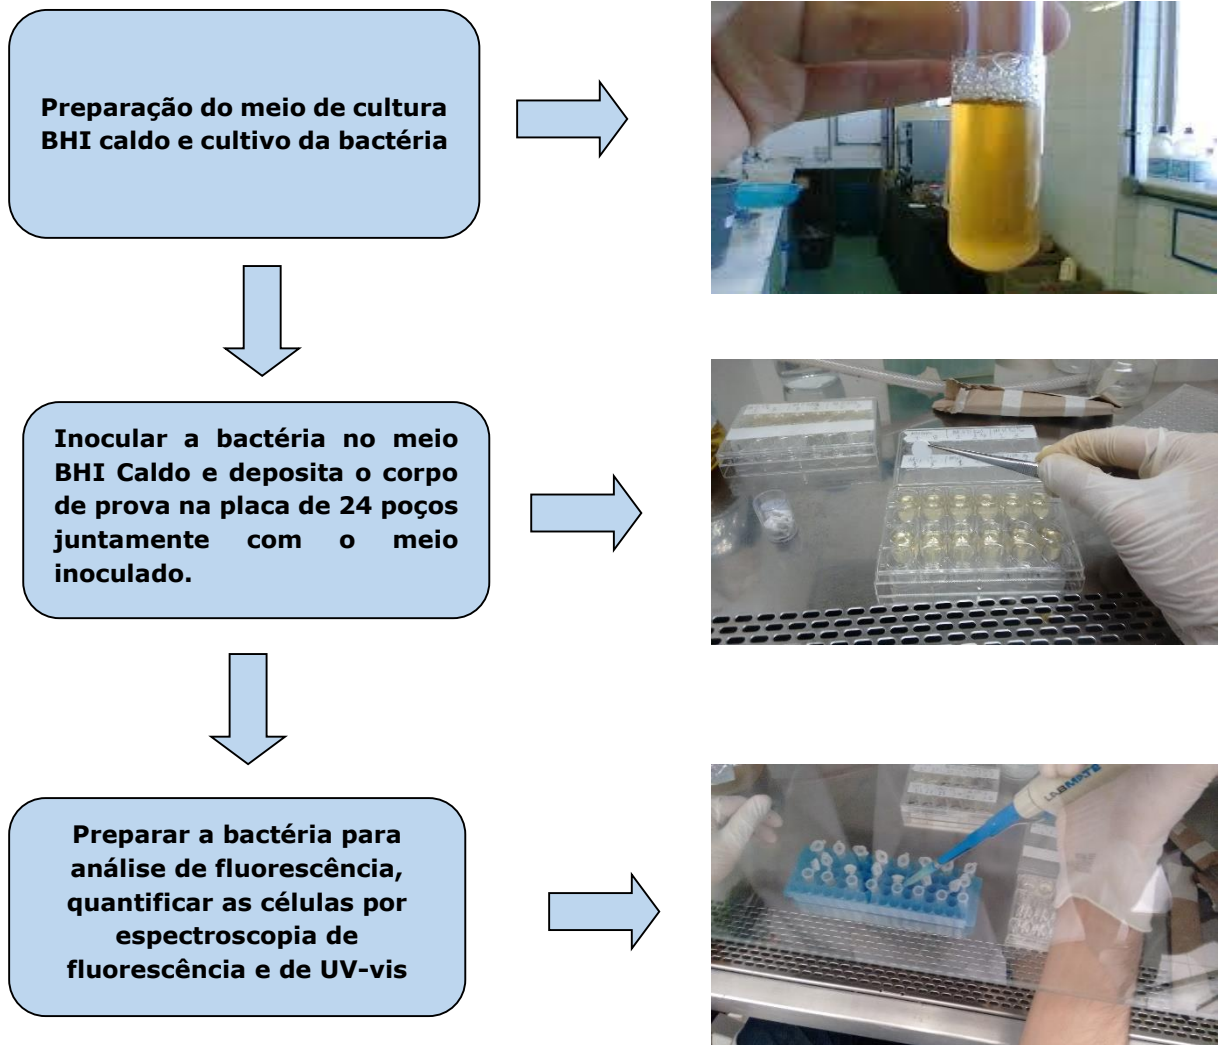 Preparação do meio de cultura
BHI caldo e cultivo da bactéria
Inocular a bactéria no meio
BHI Caldo e deposita o corpo
de prova na placa de 24 poços
juntamente com o meio
inoculado.
Preparar a bactéria para
análise de fluorescência,
quantificar as células por
espectroscopia de
fluorescência e de UV-vis
LABMATE